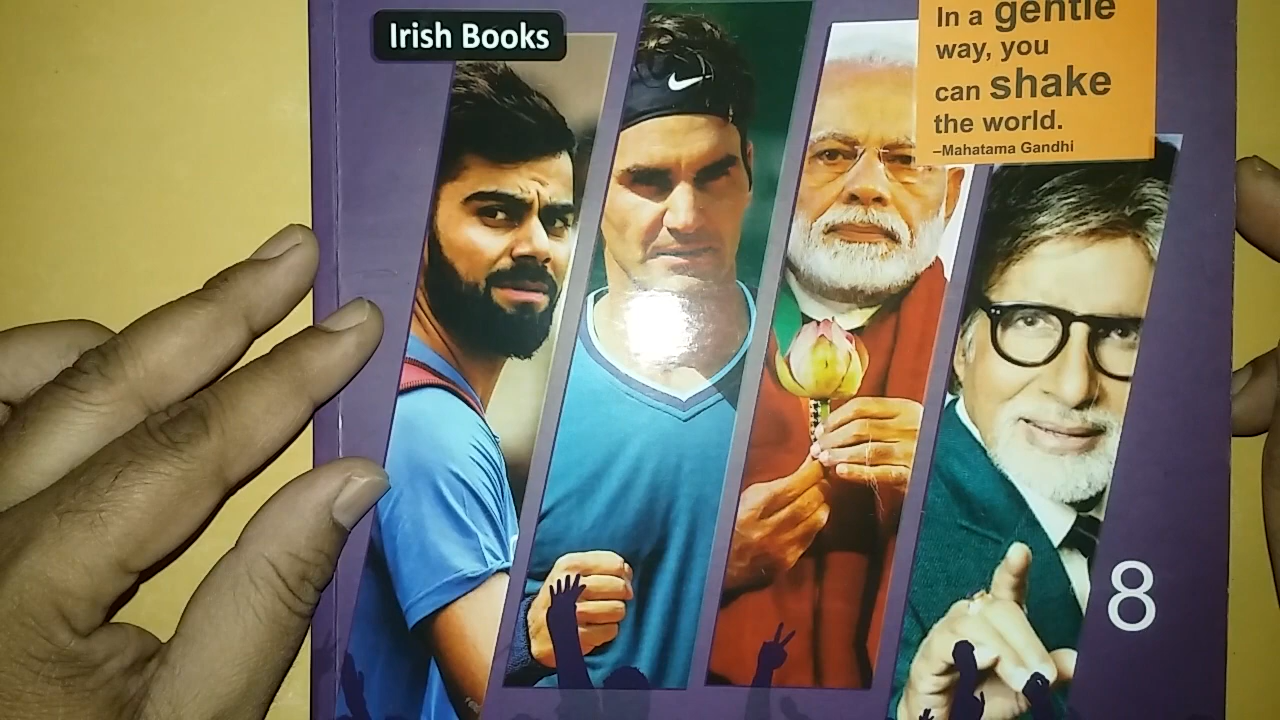 Irish Books
In a gentle
way, you
can shake
the world.
–Mahatama Gandhi
8